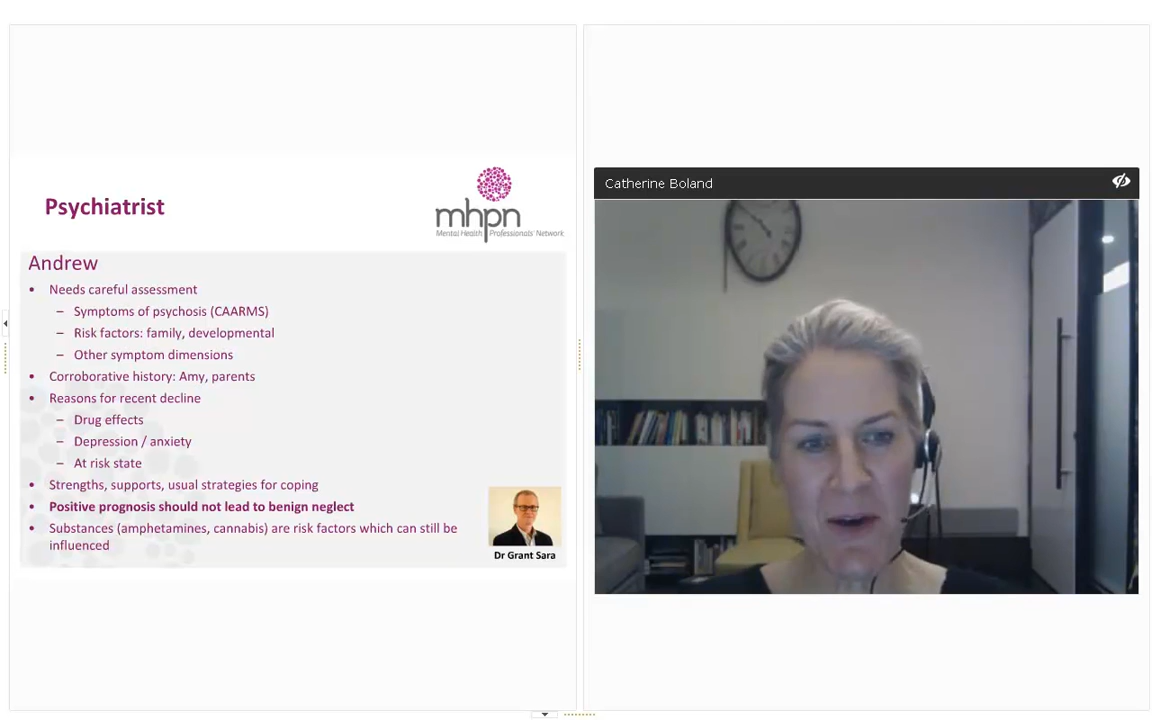 Psychiatrist
mhpn
Mental Health Professionals' Network
Andrew
• Needs careful assessment
– Symptoms of psychosis (CAARMS)
– Risk factors: family, developmental
– Other symptom dimensions
• Corroborative history: Amy, parents
• Reasons for recent decline
– Drug effects
– Depression / anxiety
– At risk state
• Strengths, supports, usual strategies for coping
• Positive prognosis should not lead to benign neglect
• Substances (amphetamines, cannabis) are risk factors which can still be
influenced
Dr Grant Sara
Catherine Boland